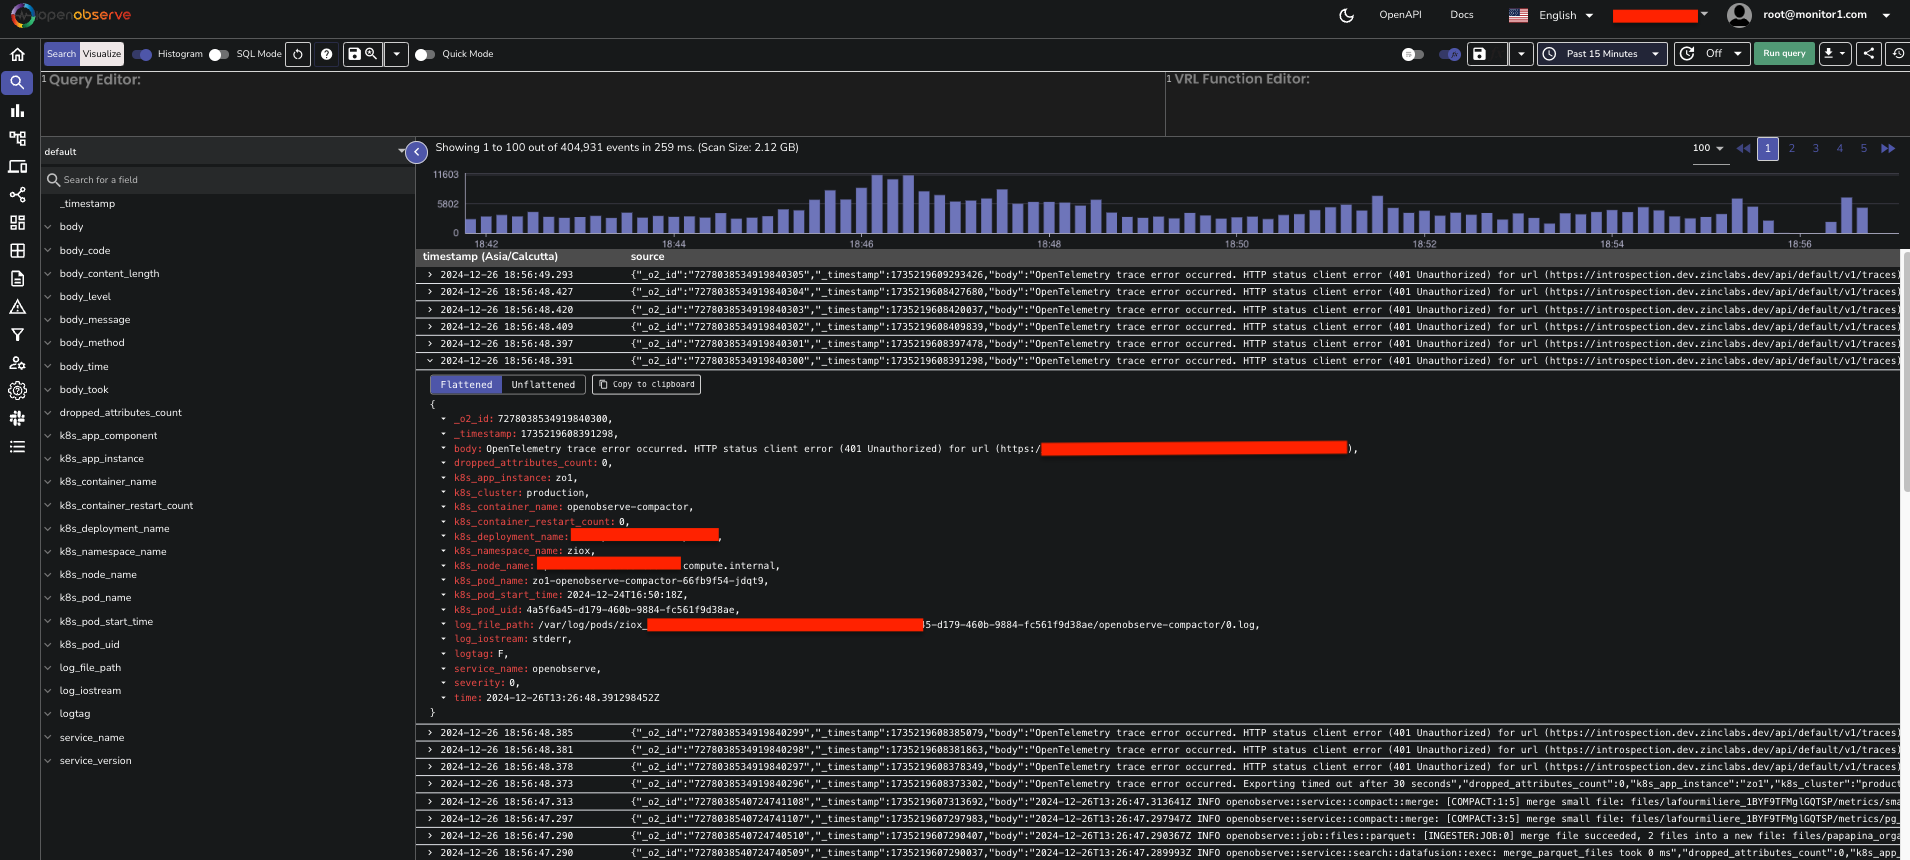 openobserve
OpenAPI
Docs
English
root@monitor1.com
Search
Visualize
Histogram
SQL Mode
Quick Mode
Past 15 Minutes
Off
Run query
1 Query Editor:
1 VRL Function Editor:
default
Search for a field
_timestamp
body
body_code
body_content_length
body_level
body_message
body_method
body_time
body_took
dropped_attributes_count
k8s_app_component
k8s_app_instance
k8s_container_name
k8s_container_restart_count
k8s_deployment_name
k8s_namespace_name
k8s_node_name
k8s_pod_name
k8s_pod_start_time
k8s_pod_uid
log_file_path
log_iostream
logtag
service_name
service_version
Showing 1 to 100 out of 404,931 events in 259 ms. (Scan Size: 2.12 GB)
100
1 2 3 4 5
11603
5802
0
18:42 18:44 18:46 18:48 18:50 18:52 18:54 18:56
timestamp (Asia/Calcutta) source
2024-12-26 18:56:49.293 {"_o2_id":"7278038534919840305","_timestamp":1735219609293426,"body":"OpenTelemetry trace error occurred. HTTP status client error (401 Unauthorized) for url (https://introspection.dev.zinclabs.dev/api/default/v1/traces)
2024-12-26 18:56:48.427 {"_o2_id":"7278038534919840304","_timestamp":1735219608427680,"body":"OpenTelemetry trace error occurred. HTTP status client error (401 Unauthorized) for url (https://introspection.dev.zinclabs.dev/api/default/v1/traces)
2024-12-26 18:56:48.420 {"_o2_id":"7278038534919840303","_timestamp":1735219608420037,"body":"OpenTelemetry trace error occurred. HTTP status client error (401 Unauthorized) for url (https://introspection.dev.zinclabs.dev/api/default/v1/traces)
2024-12-26 18:56:48.409 {"_o2_id":"7278038534919840302","_timestamp":1735219608409839,"body":"OpenTelemetry trace error occurred. HTTP status client error (401 Unauthorized) for url (https://introspection.dev.zinclabs.dev/api/default/v1/traces)
2024-12-26 18:56:48.397 {"_o2_id":"7278038534919840301","_timestamp":1735219608397478,"body":"OpenTelemetry trace error occurred. HTTP status client error (401 Unauthorized) for url (https://introspection.dev.zinclabs.dev/api/default/v1/traces)
2024-12-26 18:56:48.391 {"_o2_id":"7278038534919840300","_timestamp":1735219608391298,"body":"OpenTelemetry trace error occurred. HTTP status client error (401 Unauthorized) for url (https://introspection.dev.zinclabs.dev/api/default/v1/traces)
Flattened Unflattened Copy to clipboard
{
_o2_id: 7278038534919840300,
_timestamp: 1735219608391298,
body: OpenTelemetry trace error occurred. HTTP status client error (401 Unauthorized) for url (https:/ ),
dropped_attributes_count: 0,
k8s_app_instance: zo1,
k8s_cluster: production,
k8s_container_name: openobserve-compactor,
k8s_container_restart_count: 0,
k8s_deployment_name: ,
k8s_namespace_name: ziox,
k8s_node_name: compute.internal,
k8s_pod_name: zo1-openobserve-compactor-66fb9f54-jdqt9,
k8s_pod_start_time: 2024-12-24T16:50:18Z,
k8s_pod_uid: 4a5f6a45-d179-460b-9884-fc561f9d38ae,
log_file_path: /var/log/pods/ziox_ 5-d179-460b-9884-fc561f9d38ae/openobserve-compactor/0.log,
log_iostream: stderr,
logtag: F,
service_name: openobserve,
severity: 0,
time: 2024-12-26T13:26:48.391298452Z
}
2024-12-26 18:56:48.385 {"_o2_id":"7278038534919840299","_timestamp":1735219608385079,"body":"OpenTelemetry trace error occurred. HTTP status client error (401 Unauthorized) for url (https://introspection.dev.zinclabs.dev/api/default/v1/traces)
2024-12-26 18:56:48.381 {"_o2_id":"7278038534919840298","_timestamp":1735219608381863,"body":"OpenTelemetry trace error occurred. HTTP status client error (401 Unauthorized) for url (https://introspection.dev.zinclabs.dev/api/default/v1/traces)
2024-12-26 18:56:48.378 {"_o2_id":"7278038534919840297","_timestamp":1735219608378349,"body":"OpenTelemetry trace error occurred. HTTP status client error (401 Unauthorized) for url (https://introspection.dev.zinclabs.dev/api/default/v1/traces)
2024-12-26 18:56:48.373 {"_o2_id":"7278038534919840296","_timestamp":1735219608373302,"body":"OpenTelemetry trace error occurred. Exporting timed out after 30 seconds","dropped_attributes_count":0,"k8s_app_instance":"zo1","k8s_cluster":"produc
2024-12-26 18:56:47.313 {"_o2_id":"7278038540724741108","_timestamp":1735219607313692,"body":"2024-12-26T13:26:47.313641Z INFO openobserve::service::compact::merge: [COMPACT:1:5] merge small file: files/lafourmiliere_1BYF9TFMglGQTSP/metrics/sma
2024-12-26 18:56:47.297 {"_o2_id":"7278038540724741107","_timestamp":1735219607297983,"body":"2024-12-26T13:26:47.297947Z INFO openobserve::service::compact::merge: [COMPACT:3:5] merge small file: files/lafourmiliere_1BYF9TFMglGQTSP/metrics/pg_
2024-12-26 18:56:47.290 {"_o2_id":"7278038540724740510","_timestamp":1735219607290407,"body":"2024-12-26T13:26:47.290367Z INFO openobserve::job::files::parquet: [INGESTER:JOB:0] merge file succeeded, 2 files into a new file: files/papapina_orga
2024-12-26 18:56:47.290 {"_o2_id":"7278038540724740509","_timestamp":1735219607290037,"body":"2024-12-26T13:26:47.289993Z INFO openobserve::service::search::datafusion::exec: merge_parquet_files took 0 ms","dropped_attributes_count":0,"k8s_app_